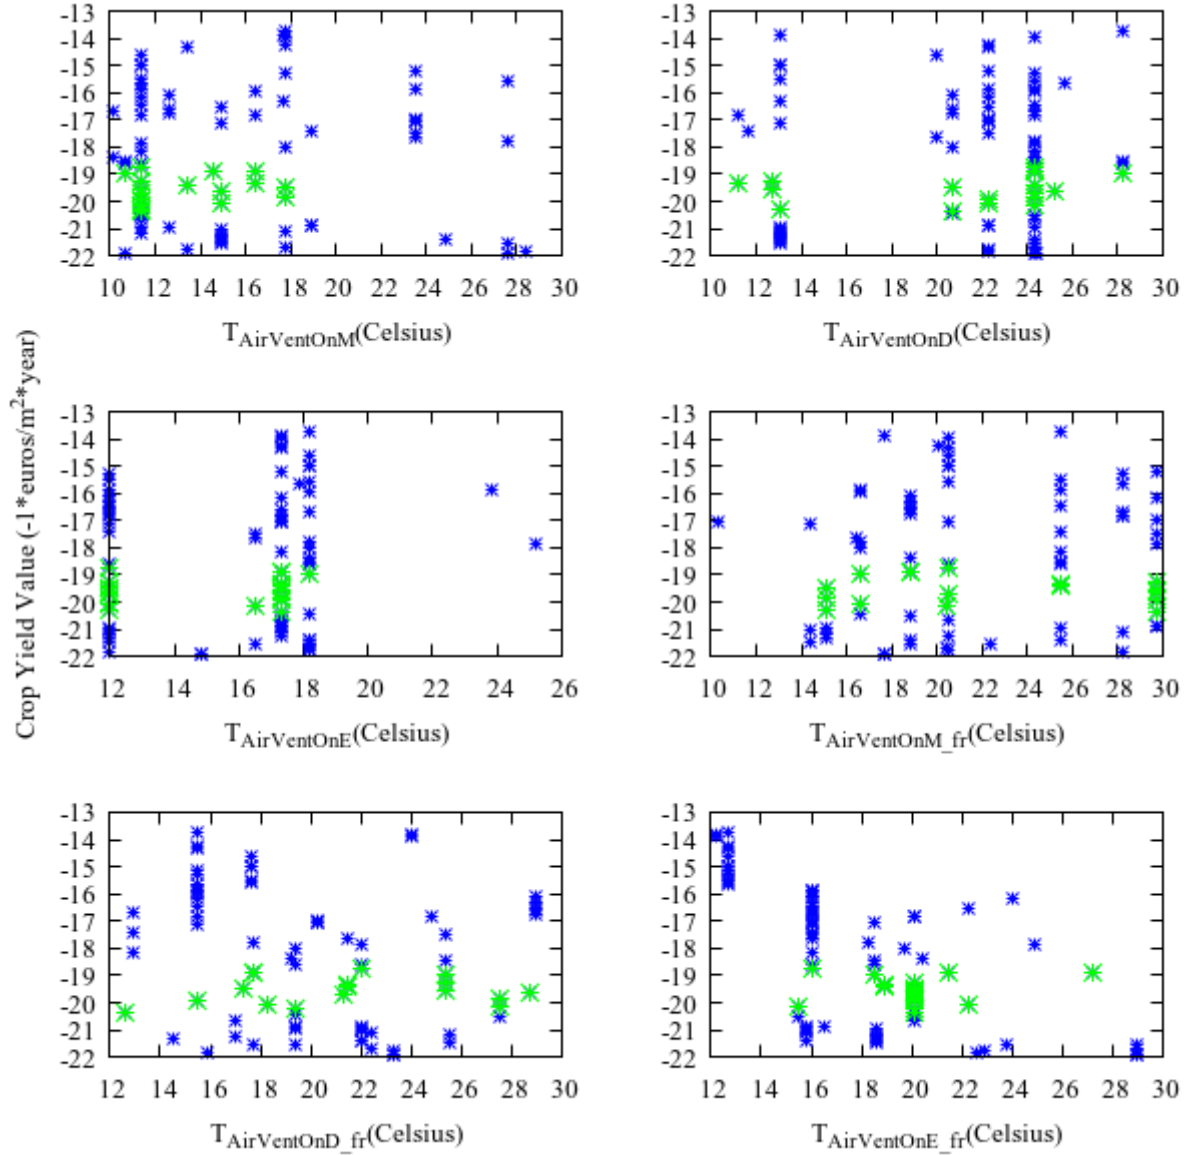 -13 -14 -15 -16 -17 -18 -19 -20 -21 -22
10 12 14 16 18 20 22 24 26 28 30
T_AirVentOnM(Celsius)
-13 -14 -15 -16 -17 -18 -19 -20 -21 -22
10 12 14 16 18 20 22 24 26 28 30
T_AirVentOnD(Celsius)
Crop Yield Value (-1*euros/m²*year)
-13 -14 -15 -16 -17 -18 -19 -20 -21 -22
12 14 16 18 20 22 24 26
T_AirVentOnE(Celsius)
-13 -14 -15 -16 -17 -18 -19 -20 -21 -22
10 12 14 16 18 20 22 24 26 28 30
T_AirVentOnM_fr(Celsius)
-13 -14 -15 -16 -17 -18 -19 -20 -21 -22
12 14 16 18 20 22 24 26 28 30
T_AirVentOnD_fr(Celsius)
-13 -14 -15 -16 -17 -18 -19 -20 -21 -22
12 14 16 18 20 22 24 26 28 30
T_AirVentOnE_fr(Celsius)